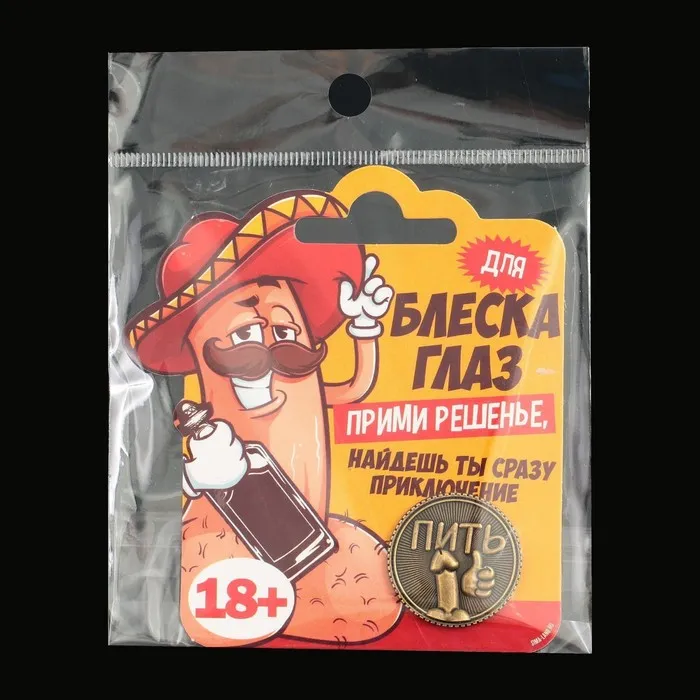 ДЛЯ
БЛЕСКА
ГЛАЗ
ПРИМИ РЕШЕНЬЕ,
НАЙДЕШЬ ТЫ СРАЗУ
ПРИКЛЮЧЕНИЕ
ПИТЬ
18+